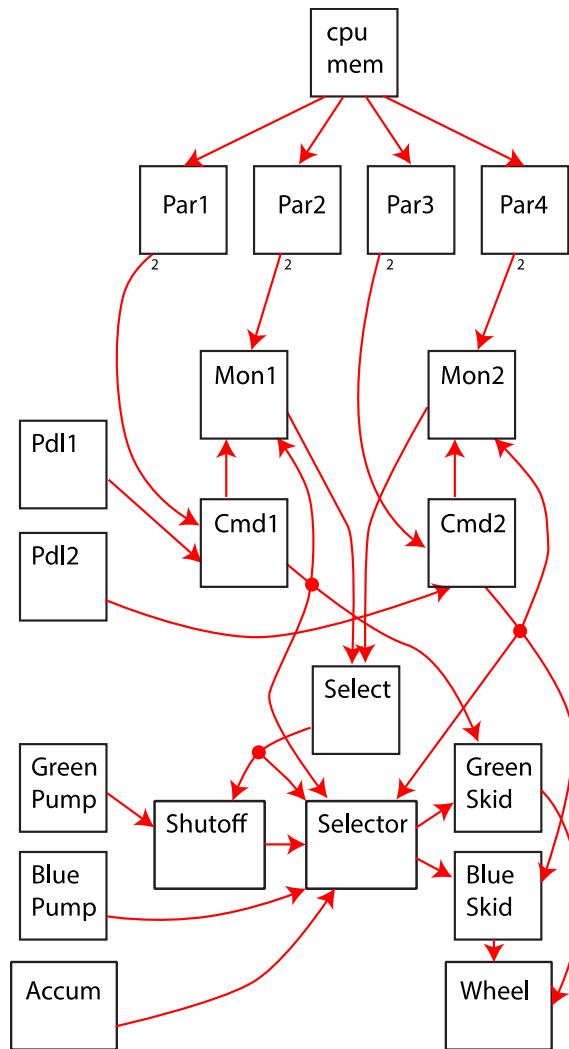 cpu
mem
Par1
Par2
Par3
Par4
2
2
2
2
Mon1
Mon2
Pdl1
Cmd1
Cmd2
Pdl2
Select
Green
Pump
Green
Skid
Shutoff
Selector
Blue
Pump
Blue
Skid
Accum
Wheel